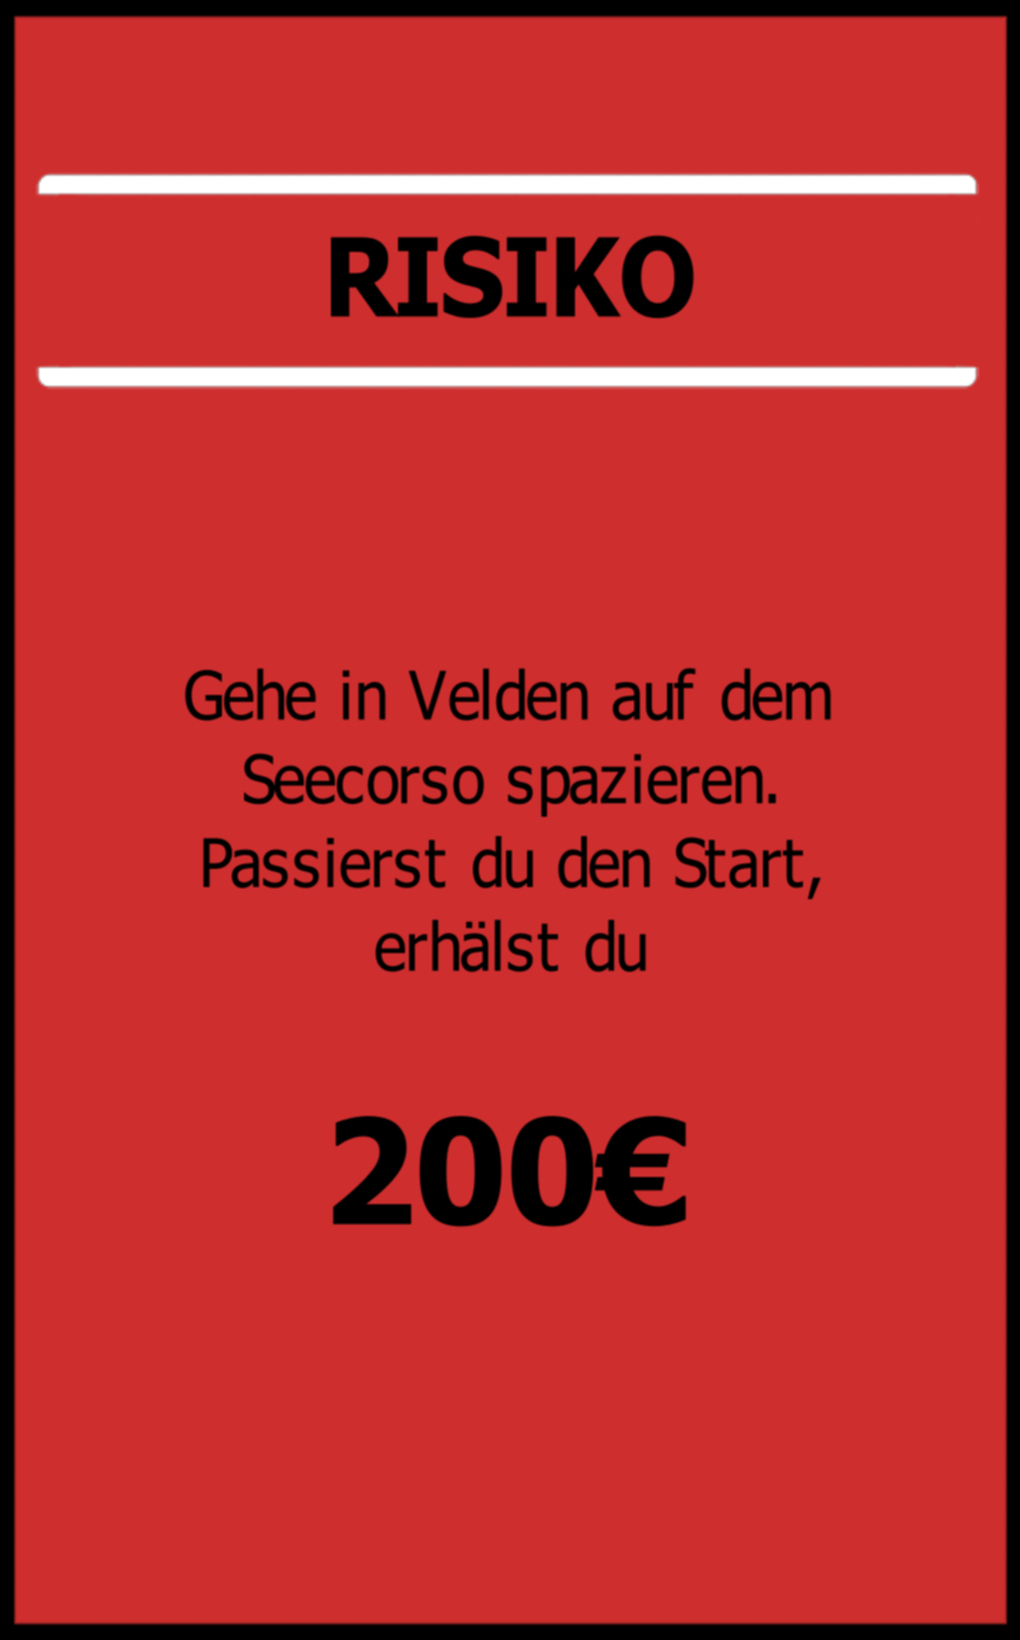 RISIKO
Gehe in Velden auf dem
Seecorso spazieren.
Passierst du den Start,
erhälst du
200€